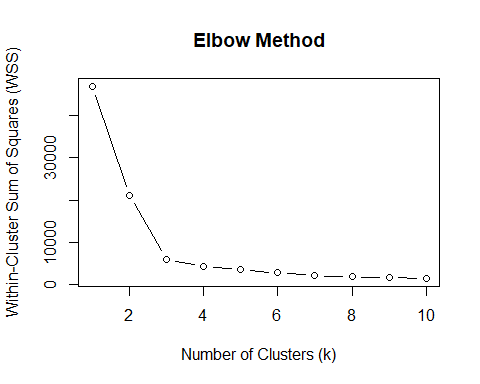 Elbow Method
Within-Cluster Sum of Squares (WSS)
30000
10000
0
2
4
6
8
10
Number of Clusters (k)